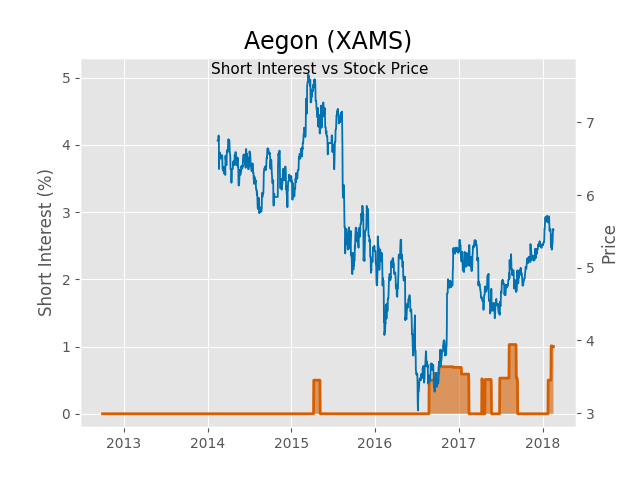 Aegon (XAMS)
Short Interest vs Stock Price
5
4
3
2
1
0
Short Interest (%)
7
6
5
4
3
Price
2013 2014 2015 2016 2017 2018